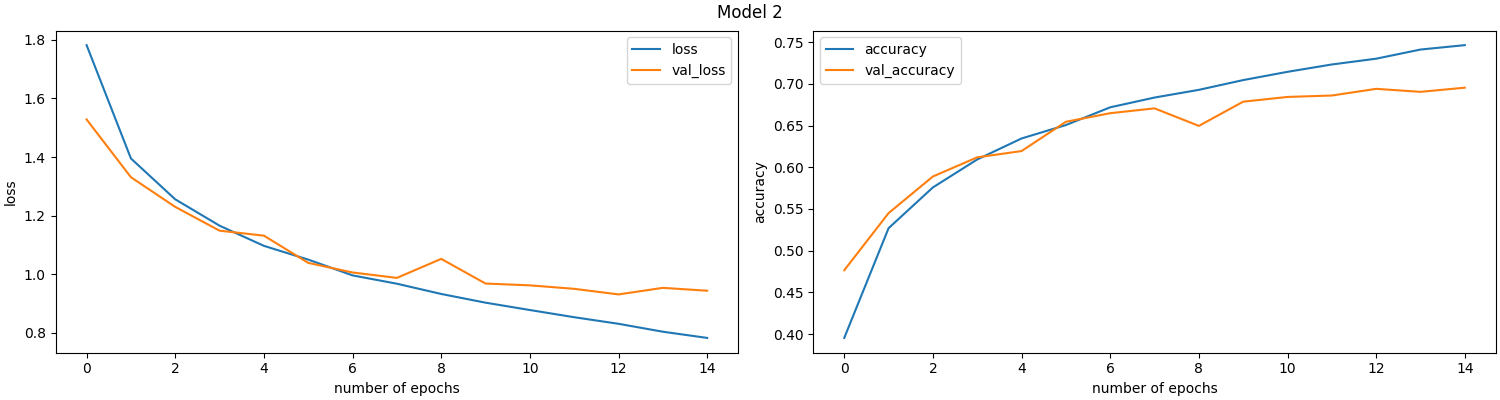 Model 2
1.8
1.6
1.4
1.2
1.0
0.8
loss
0 2 4 6 8 10 12 14
number of epochs
loss
val_loss
0.75
0.70
0.65
0.60
0.55
0.50
0.45
0.40
accuracy
0 2 4 6 8 10 12 14
number of epochs
accuracy
val_accuracy